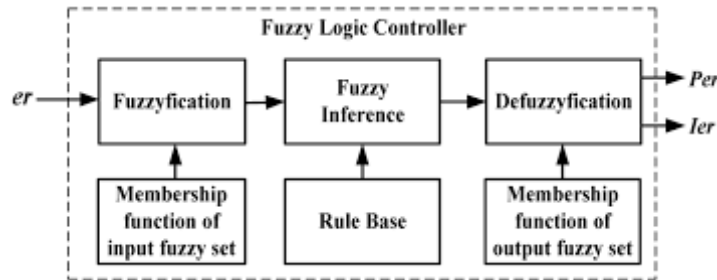 Fuzzy Logic Controller
er
Fuzzyfication
Fuzzy
Inference
Defuzzyfication
Per
Ier
Membership
function of
input fuzzy set
Rule Base
Membership
function of
output fuzzy set